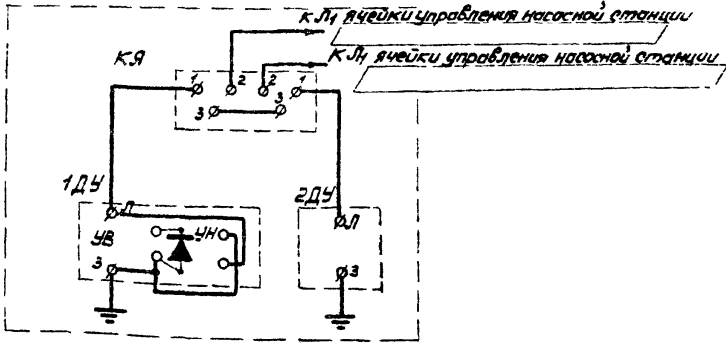 к Л1 ячейки управления насосной станции
к Л1 ячейки управления насосной станции
КЯ
1 2 2 1
3 3
1ДУ
2ДУ
Л
Л
УВ УН
З
З